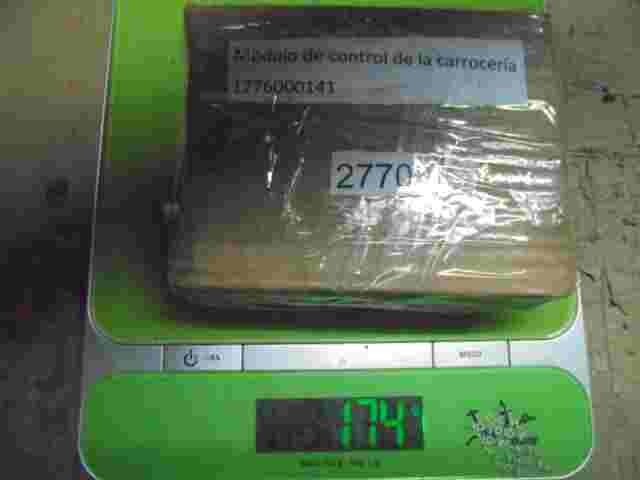 Modulo de control de la carrocería
1776000141
2770
174